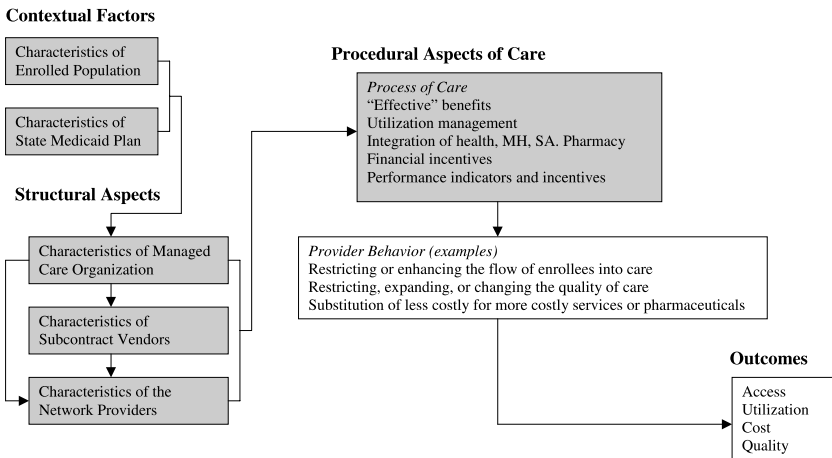 Contextual Factors
Characteristics of
Enrolled Population
Characteristics of
State Medicaid Plan
Structural Aspects
Characteristics of Managed
Care Organization
Characteristics of
Subcontract Vendors
Characteristics of the
Network Providers
Procedural Aspects of Care
Process of Care
“Effective” benefits
Utilization management
Integration of health, MH, SA. Pharmacy
Financial incentives
Performance indicators and incentives
Provider Behavior (examples)
Restricting or enhancing the flow of enrollees into care
Restricting, expanding, or changing the quality of care
Substitution of less costly for more costly services or pharmaceuticals
Outcomes
Access
Utilization
Cost
Quality